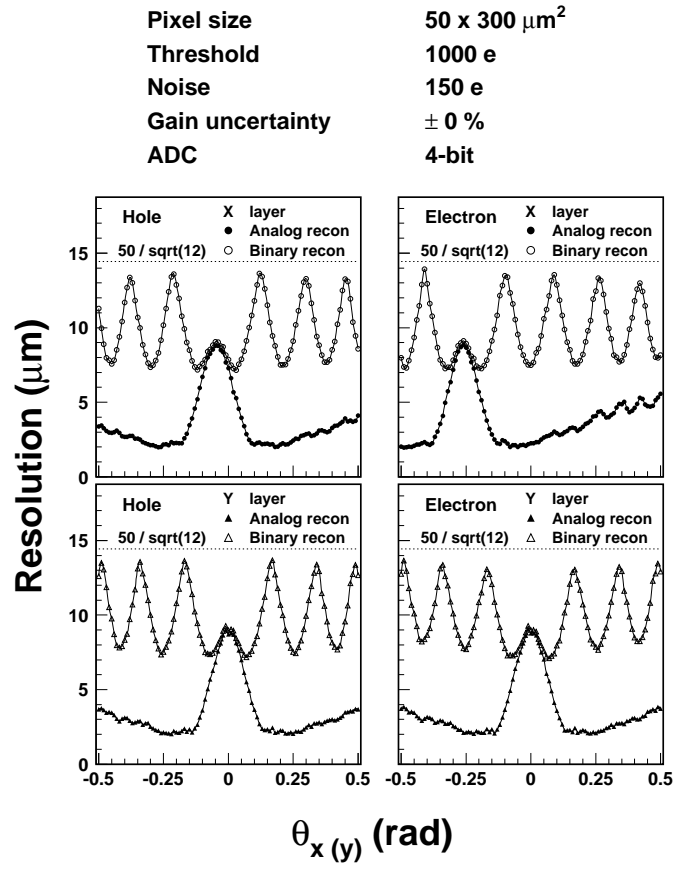 Pixel size 50 x 300 μm²
Threshold 1000 e
Noise 150 e
Gain uncertainty ± 0 %
ADC 4-bit
Hole X layer
Analog recon
50 / sqrt(12) Binary recon
Electron X layer
Analog recon
50 / sqrt(12) Binary recon
15
10
5
0
Hole Y layer
Analog recon
50 / sqrt(12) Binary recon
Electron Y layer
Analog recon
50 / sqrt(12) Binary recon
15
10
5
0
-0.5 -0.25 0 0.25 0.5
-0.5 -0.25 0 0.25 0.5
Resolution (μm)
θx (y) (rad)